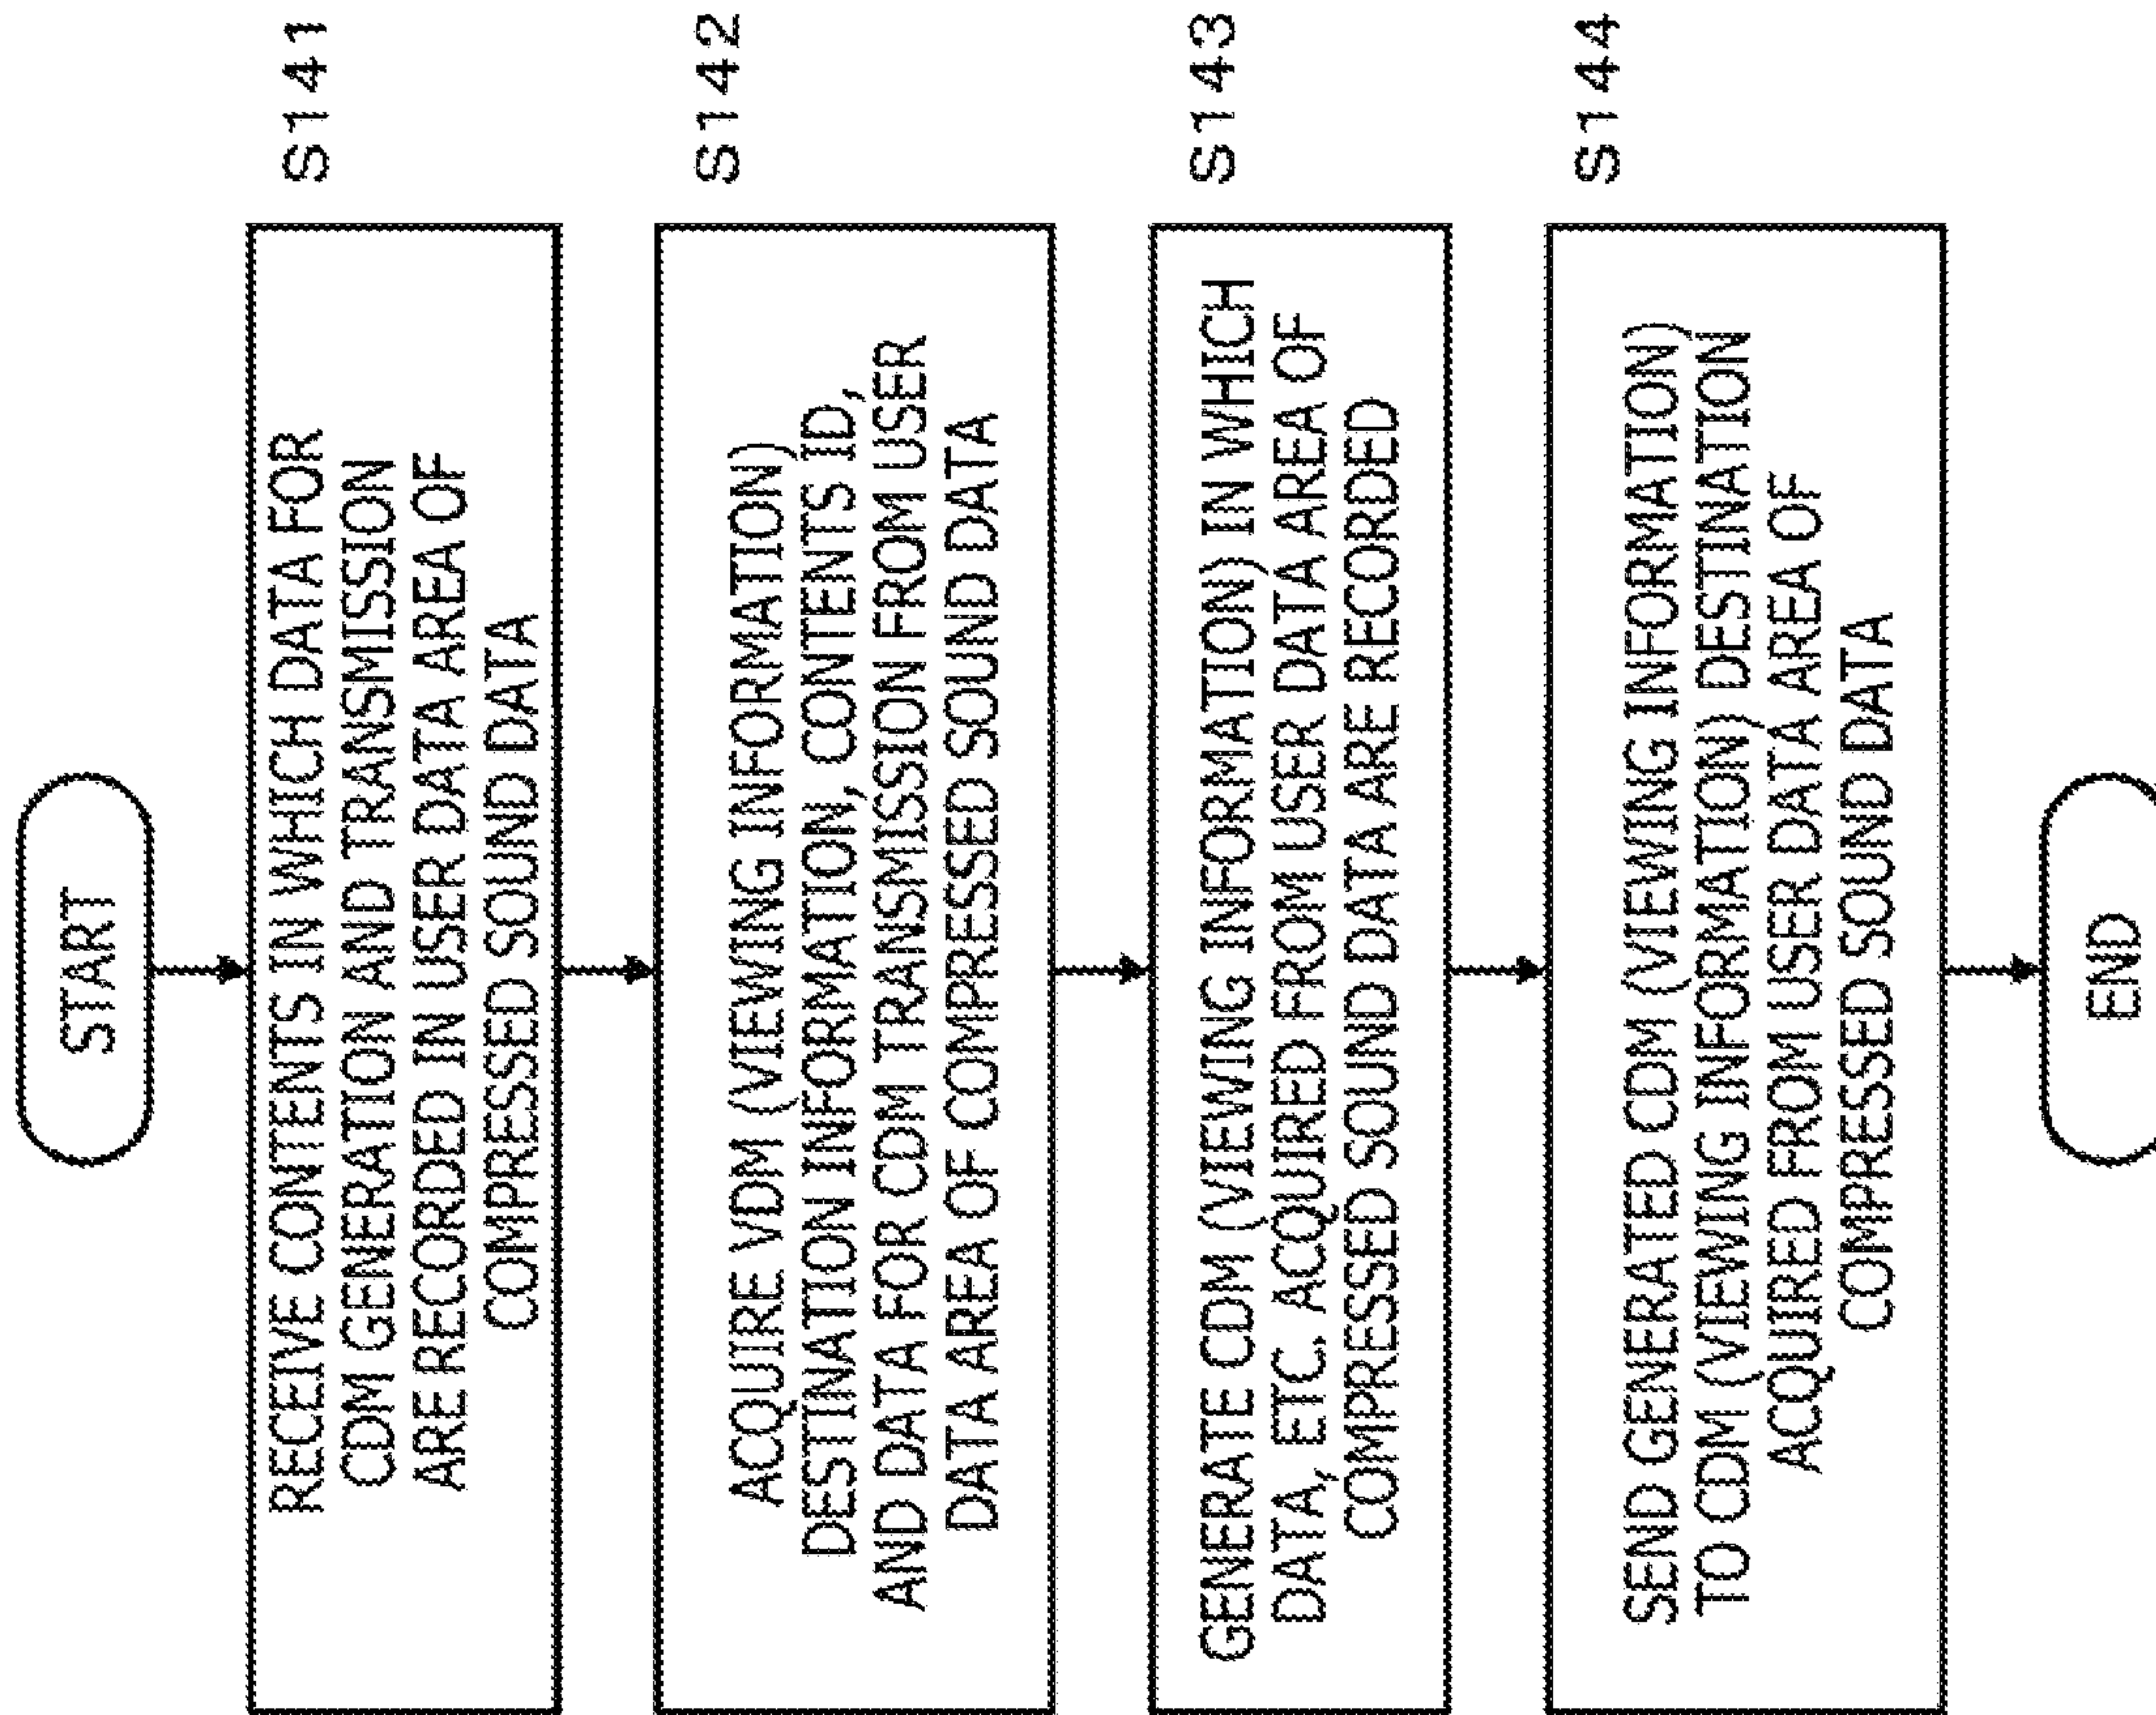 START
S141
RECEIVE CONTENTS IN WHICH DATA FOR
CDM GENERATION AND TRANSMISSION
ARE RECORDED IN USER DATA AREA OF
COMPRESSED SOUND DATA
S142
ACQUIRE VDM (VIEWING INFORMATION)
DESTINATION INFORMATION, CONTENTS ID,
AND DATA FOR CDM TRANSMISSION FROM USER
DATA AREA OF COMPRESSED SOUND DATA
S143
GENERATE CDM (VIEWING INFORMATION) IN WHICH
DATA, ETC. ACQUIRED FROM USER DATA AREA OF
COMPRESSED SOUND DATA ARE RECORDED
S144
SEND GENERATED CDM (VIEWING INFORMATION)
TO CDM (VIEWING INFORMATION) DESTINATION
ACQUIRED FROM USER DATA AREA OF
COMPRESSED SOUND DATA
END